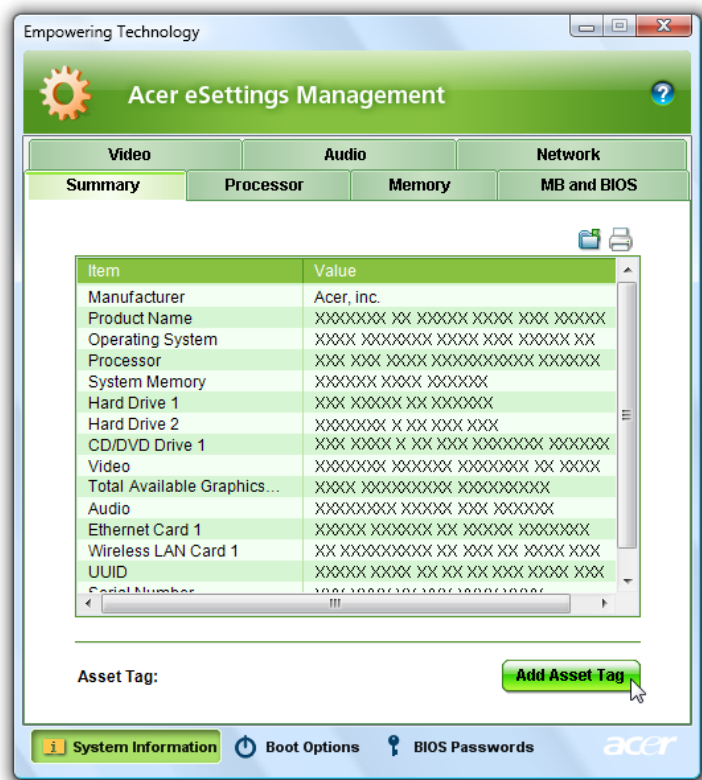 Empowering Technology
Acer eSettings Management
Video Audio Network
Summary Processor Memory MB and BIOS
Item Value
Manufacturer Acer, inc.
Product Name XXXXXXX XX XXXXX XXXX XXX XXXXX
Operating System XXXX XXXXXXX XXXX XXX XXXXX XX
Processor XXX XXX XXXX XXXXXXXXXX XXXXXX
System Memory XXXXXX XXXX XXXXXX
Hard Drive 1 XXX XXXXX XX XXXXXX
Hard Drive 2 XXXXXXX X XX XXX XXX
CD/DVD Drive 1 XXX XXXX X XX XXX XXXXXXX XXXXXX
Video XXXXXXX XXXXXX XXXXXXX XX XXXX
Total Available Graphics... XXXX XXXXXXXXXX XXXXXXXXX
Audio XXXXXXXX XXXXX XXX XXXXXX
Ethernet Card 1 XXXXX XXXXXX XX XXXXX XXXXXXX
Wireless LAN Card 1 XX XXXXXXXXX XX XXX XX XXXX XXX
UUID XXXXX XXXX XX XX XX XXX XXXX XXX
Serial Number
Asset Tag: Add Asset Tag
System Information Boot Options BIOS Passwords acer